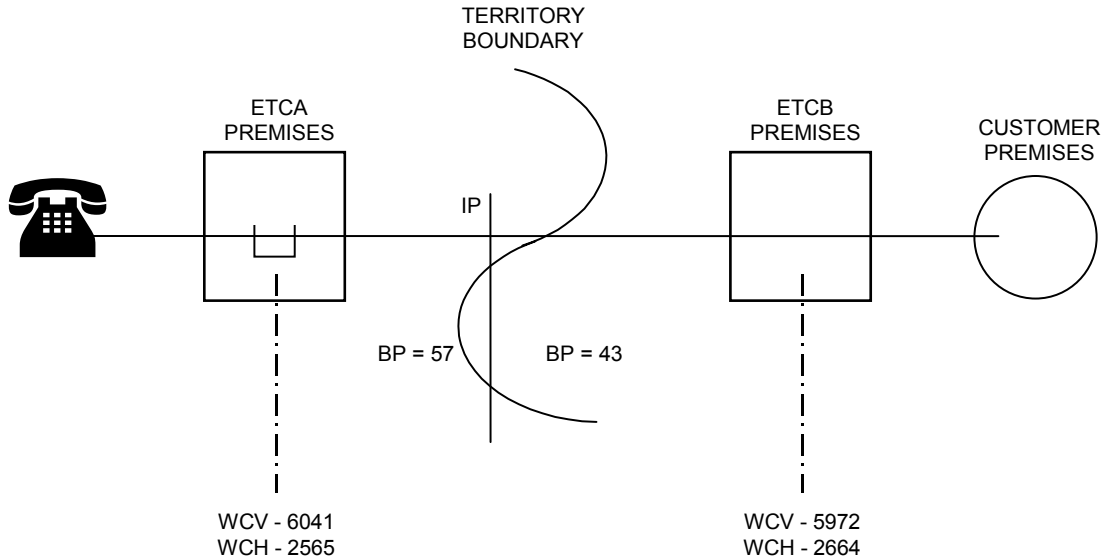 TERRITORY
BOUNDARY
ETCA
PREMISES
ETCB
PREMISES
CUSTOMER
PREMISES
IP
BP = 57
BP = 43
WCV - 6041
WCH - 2565
WCV - 5972
WCH - 2664